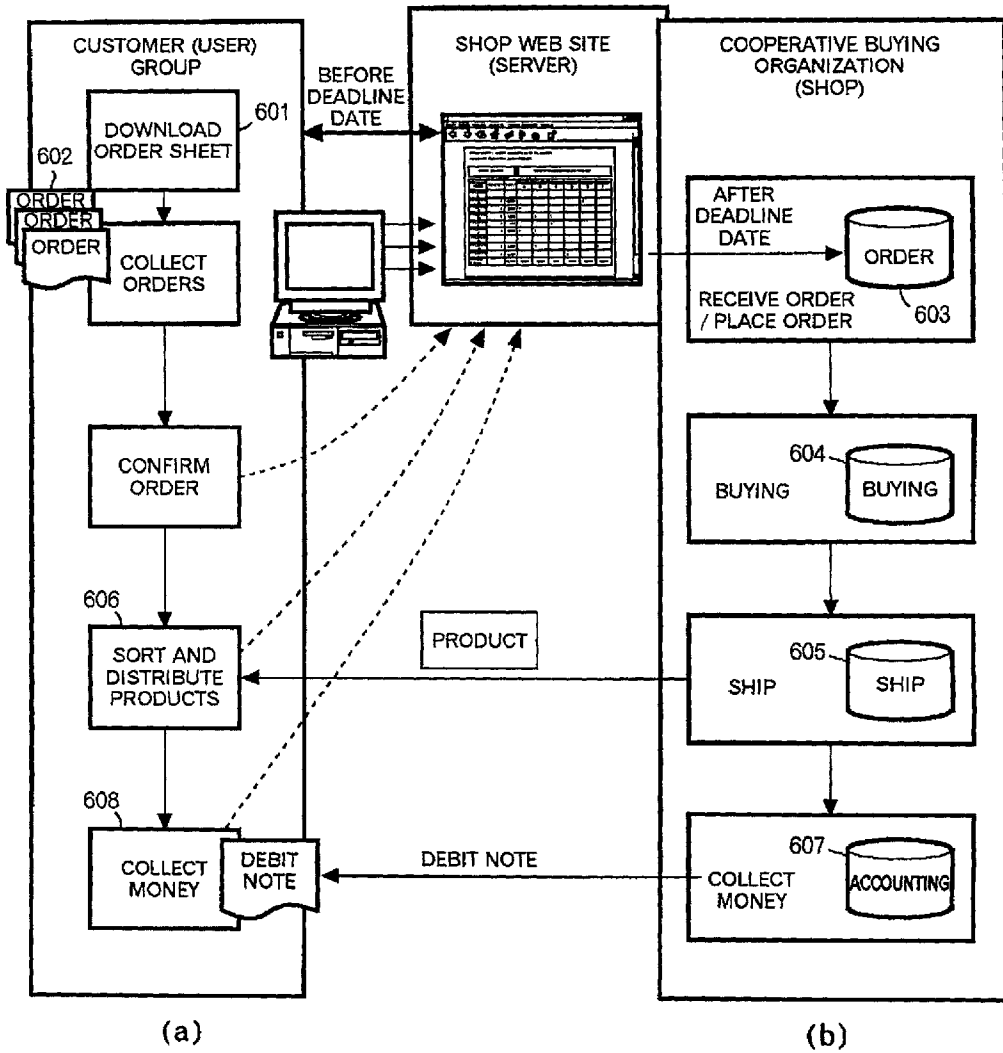 CUSTOMER (USER)
GROUP
601
DOWNLOAD
ORDER SHEET
602
ORDER
ORDER
ORDER
COLLECT
ORDERS
CONFIRM
ORDER
606
SORT AND
DISTRIBUTE
PRODUCTS
608
COLLECT
MONEY
DEBIT
NOTE
(a)
BEFORE
DEADLINE
DATE
SHOP WEB SITE
(SERVER)
PRODUCT
DEBIT NOTE
COOPERATIVE BUYING
ORGANIZATION
(SHOP)
AFTER
DEADLINE
DATE
ORDER
RECEIVE ORDER
/ PLACE ORDER
603
604
BUYING
BUYING
605
SHIP
SHIP
607
COLLECT
MONEY
ACCOUNTING
(b)